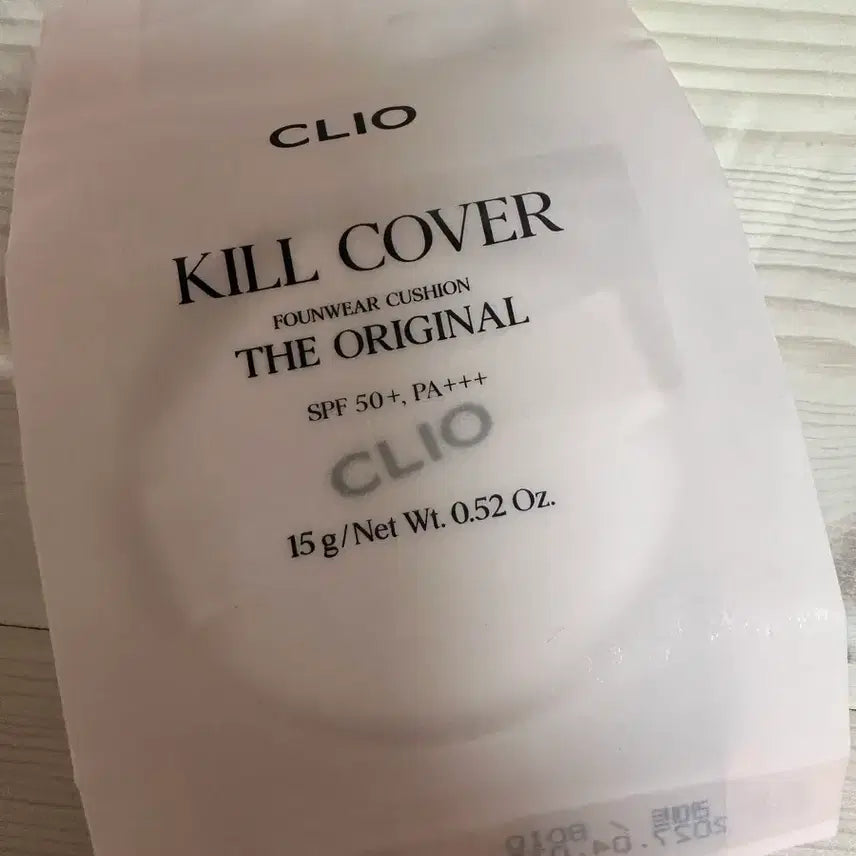 CLIO
KILL COVER
FOUNWEAR CUSHION
THE ORIGINAL
SPF 50+, PA+++
CLIO
15 g/Net Wt. 0.52 Oz.